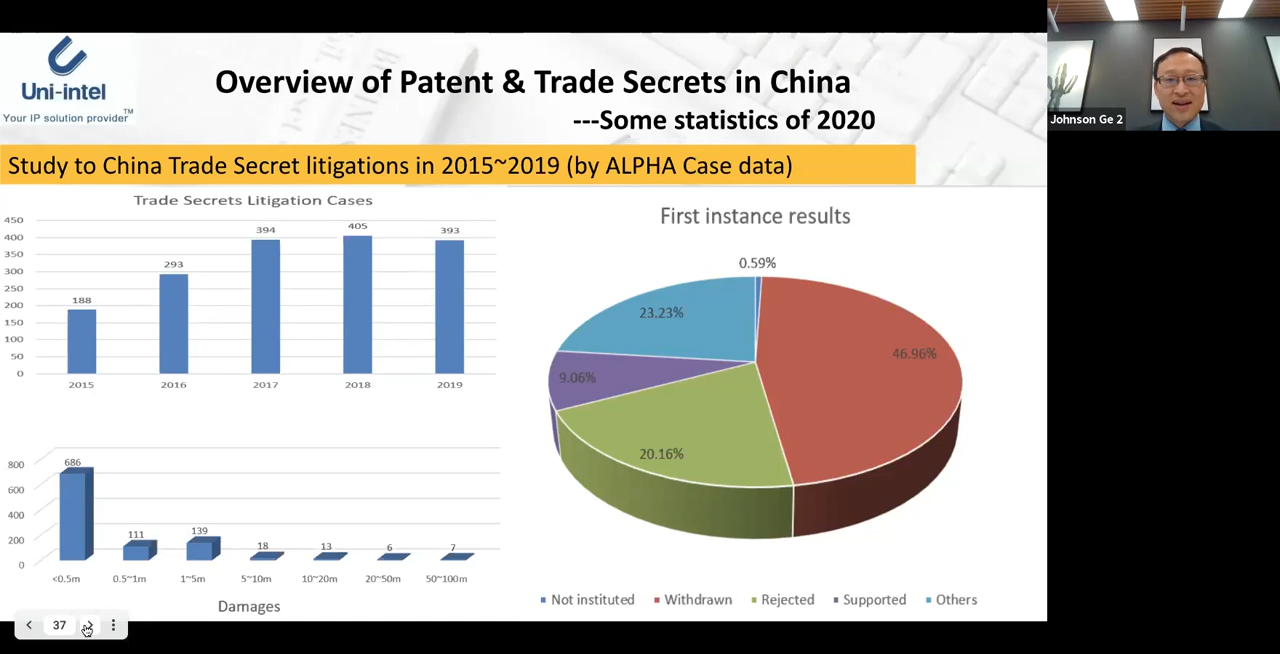 Uni-intel
Your IP solution provider™
Overview of Patent & Trade Secrets in China
---Some statistics of 2020
Study to China Trade Secret litigations in 2015~2019 (by ALPHA Case data)
Johnson Ge 2
Trade Secrets Litigation Cases
450
400
350
300
250
200
150
100
50
0
188
293
394
405
393
2015 2016 2017 2018 2019
800
600
400
200
0
686
111
139
18
13
6
7
<0.5m 0.5~1m 1~5m 5~10m 10~20m 20~50m 50~100m
Damages
First instance results
0.59%
23.23%
46.96%
9.06%
20.16%
Not instituted Withdrawn Rejected Supported Others
37